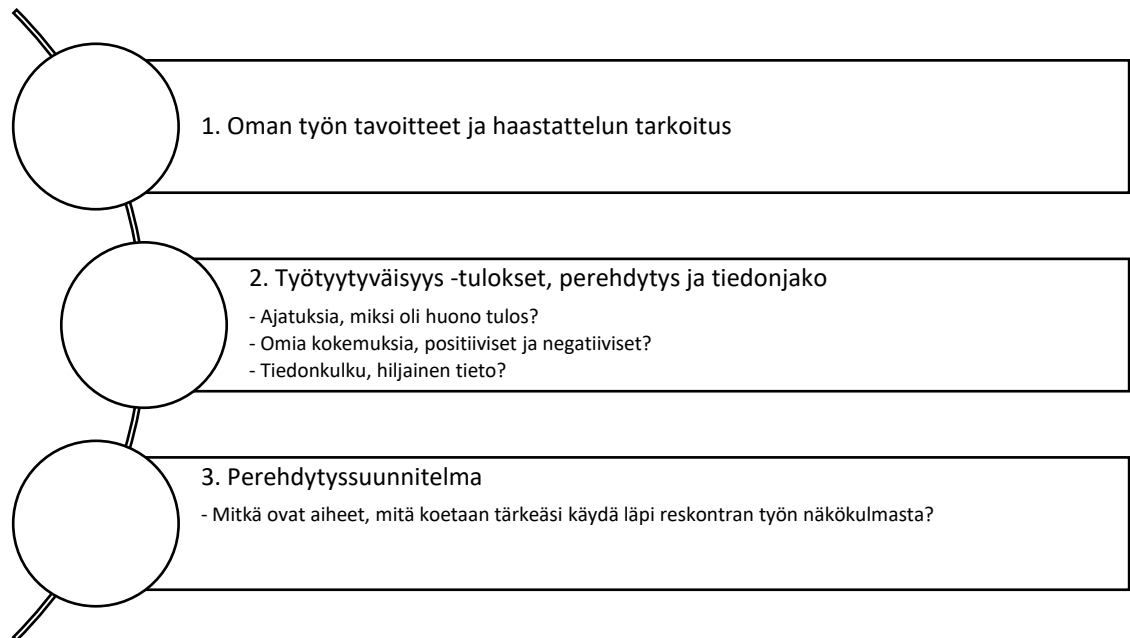 1. Oman työn tavoitteet ja haastattelun tarkoitus
2. Työtyytyväisyys -tulokset, perehdytys ja tiedonjako
- Ajatuksia, miksi oli huono tulos?
- Omia kokemuksia, positiiviset ja negatiiviset?
- Tiedonkulku, hiljainen tieto?
3. Perehdytyssuunnitelma
- Mitkä ovat aiheet, mitä koetaan tärkeäsi käydä läpi reskontran työn näkökulmasta?